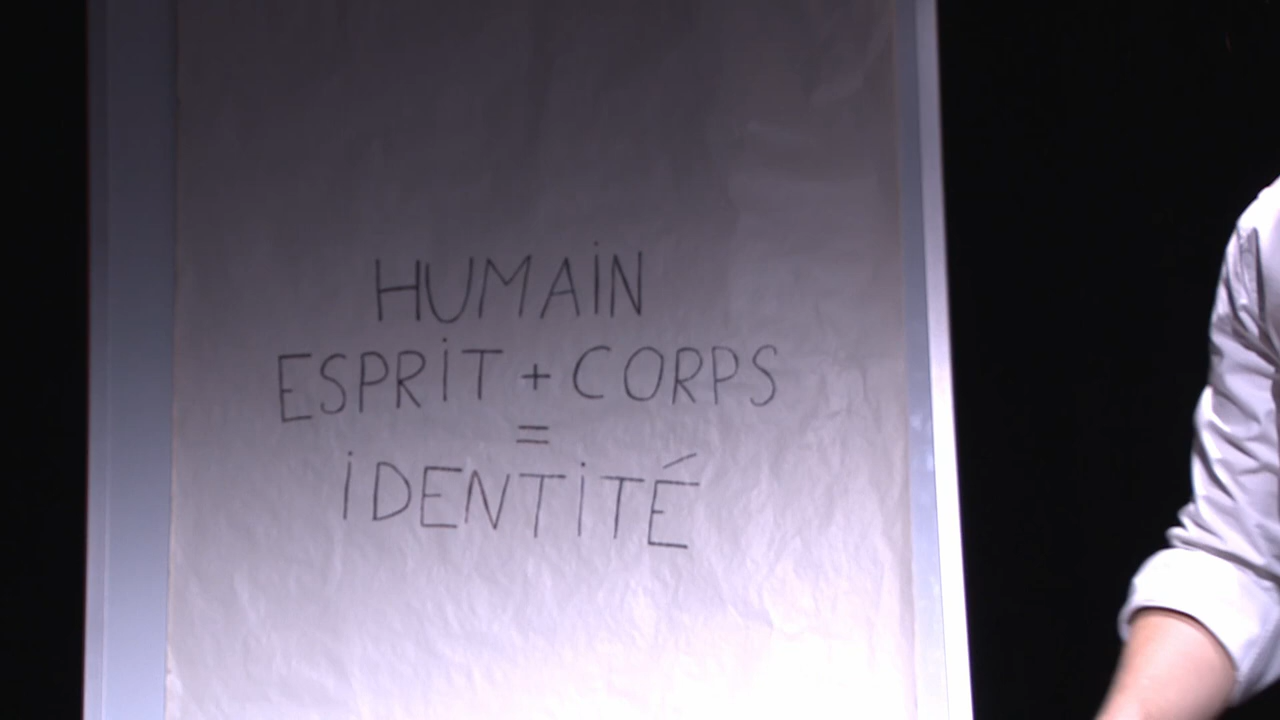 HUMAIN
ESPRIT + CORPS
=
IDENTITÉ